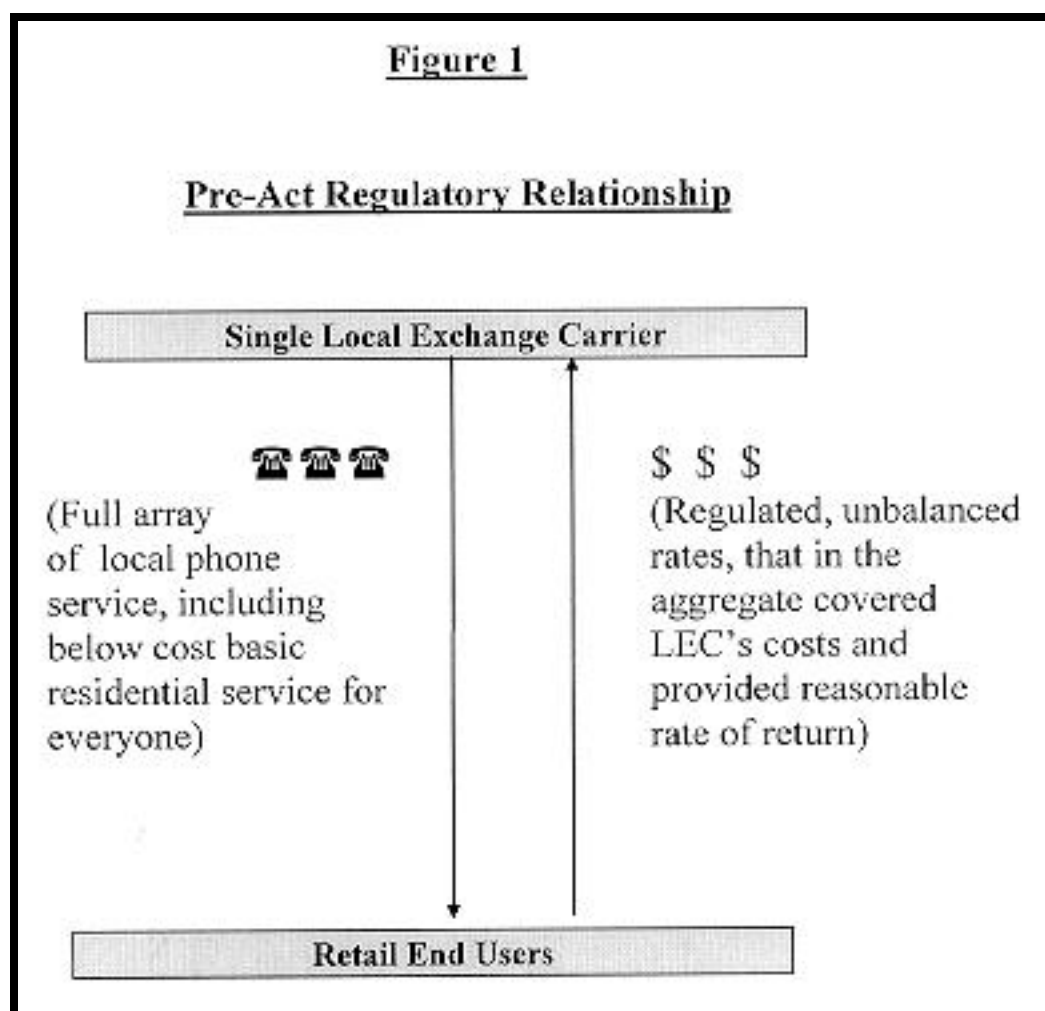 Figure 1
Pre-Act Regulatory Relationship
Single Local Exchange Carrier
☎ ☎ ☎
(Full array
of local phone
service, including
below cost basic
residential service for
everyone)
$ $ $
(Regulated, unbalanced
rates, that in the
aggregate covered
LEC's costs and
provided reasonable
rate of return)
Retail End Users